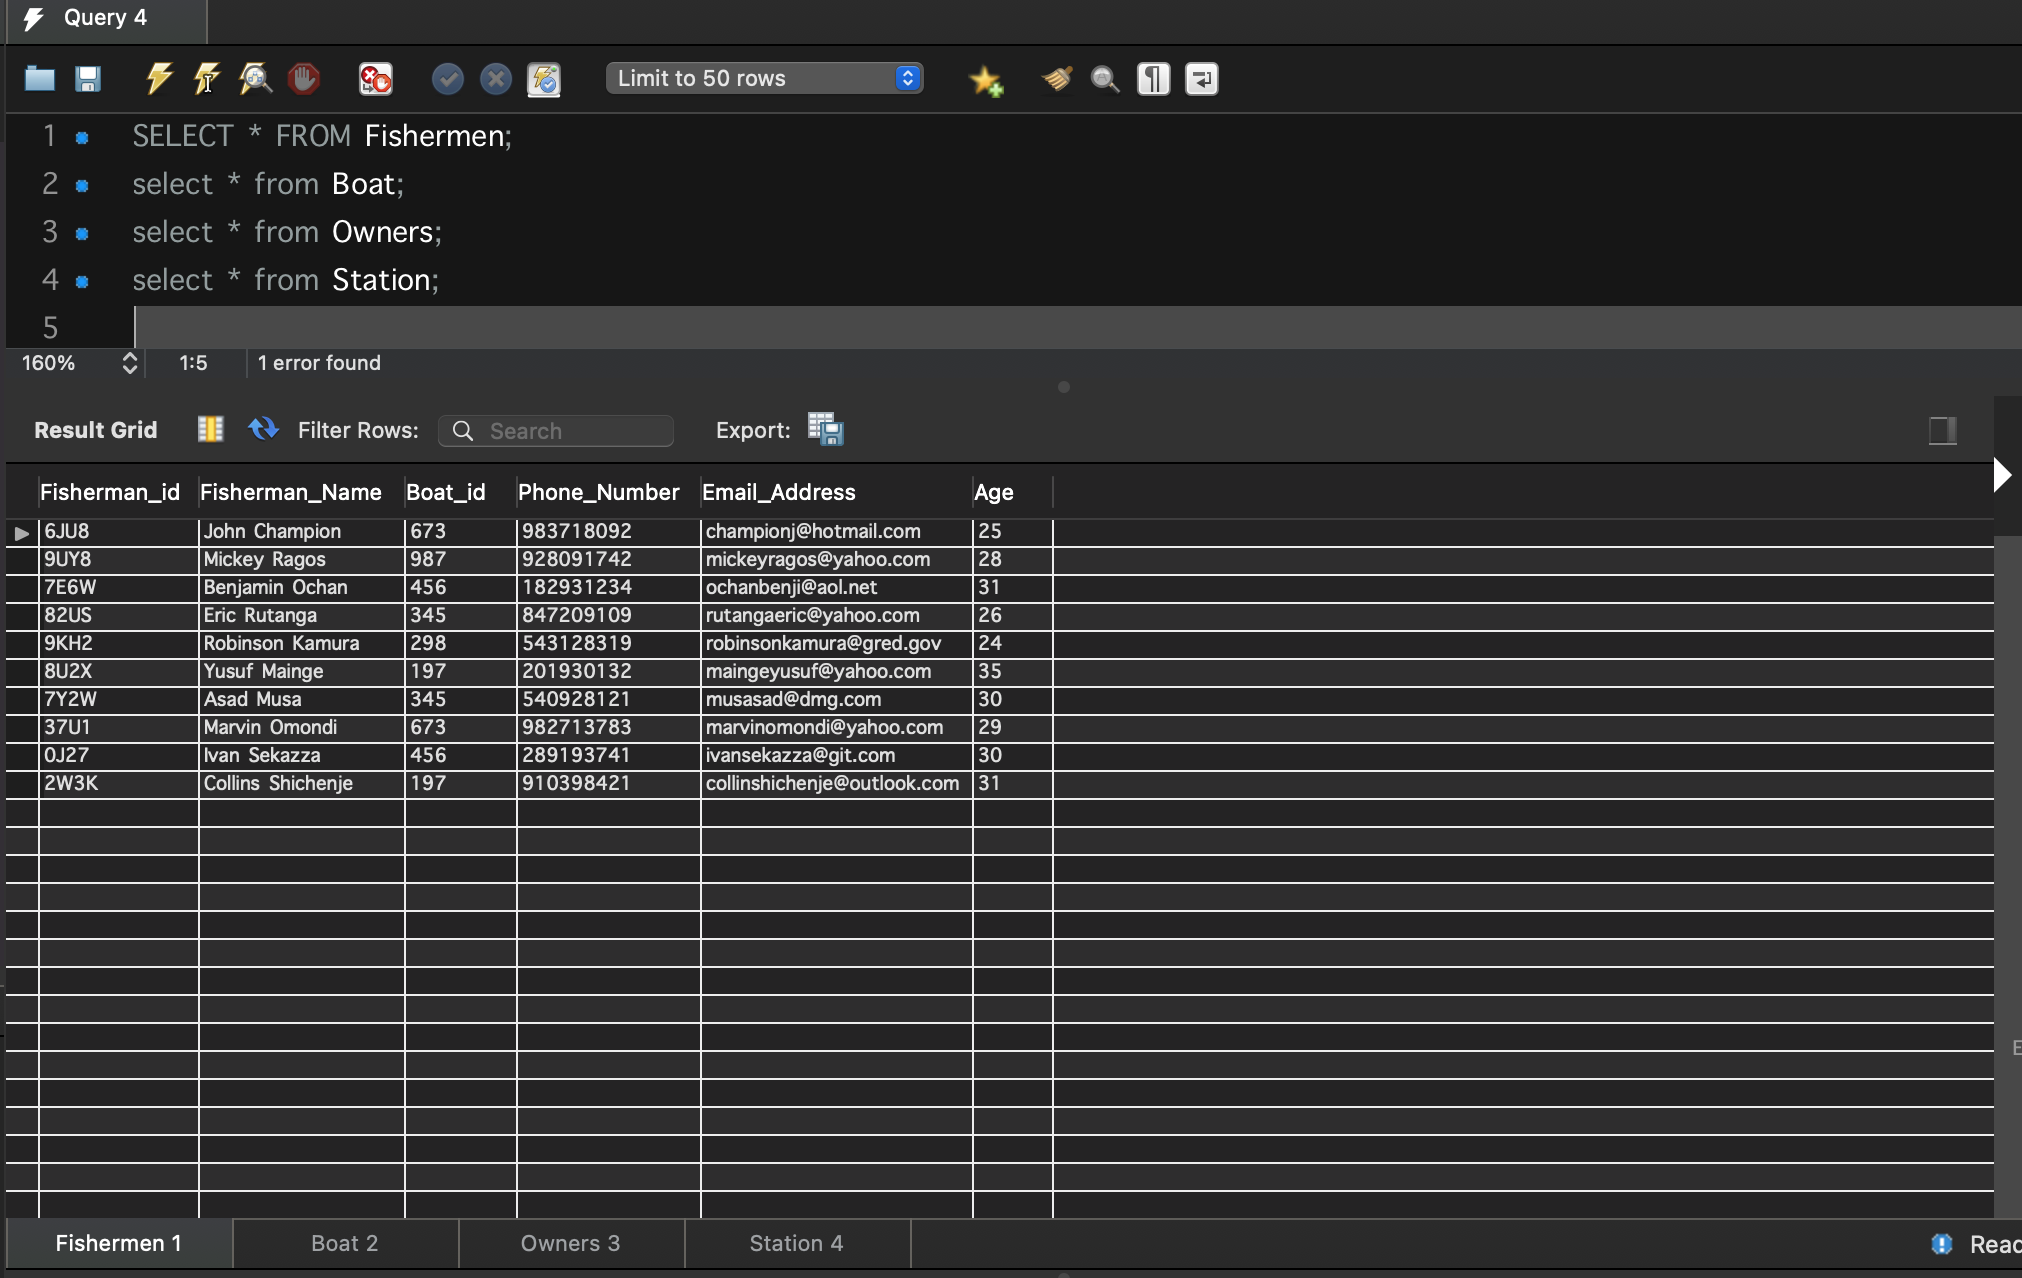 Query 4
Limit to 50 rows
1 SELECT * FROM Fishermen;
2 select * from Boat;
3 select * from Owners;
4 select * from Station;
5
160% 1:5 1 error found
Result Grid Filter Rows: Search Export:
Fisherman_id Fisherman_Name Boat_id Phone_Number Email_Address Age
6JU8 John Champion 673 983718092 championj@hotmail.com 25
9UY8 Mickey Ragos 987 928091742 mickeyragos@yahoo.com 28
7E6W Benjamin Ochan 456 182931234 ochanbenji@aol.net 31
82US Eric Rutanga 345 847209109 rutangaeric@yahoo.com 26
9KH2 Robinson Kamura 298 543128319 robinsonkamura@gred.gov 24
8U2X Yusuf Mainge 197 201930132 maingeyusuf@yahoo.com 35
7Y2W Asad Musa 345 540928121 musasad@dmg.com 30
37U1 Marvin Omondi 673 982713783 marvinomondi@yahoo.com 29
0J27 Ivan Sekazza 456 289193741 ivansekazza@git.com 30
2W3K Collins Shichenje 197 910398421 collinshichenje@outlook.com 31
Fishermen 1 Boat 2 Owners 3 Station 4